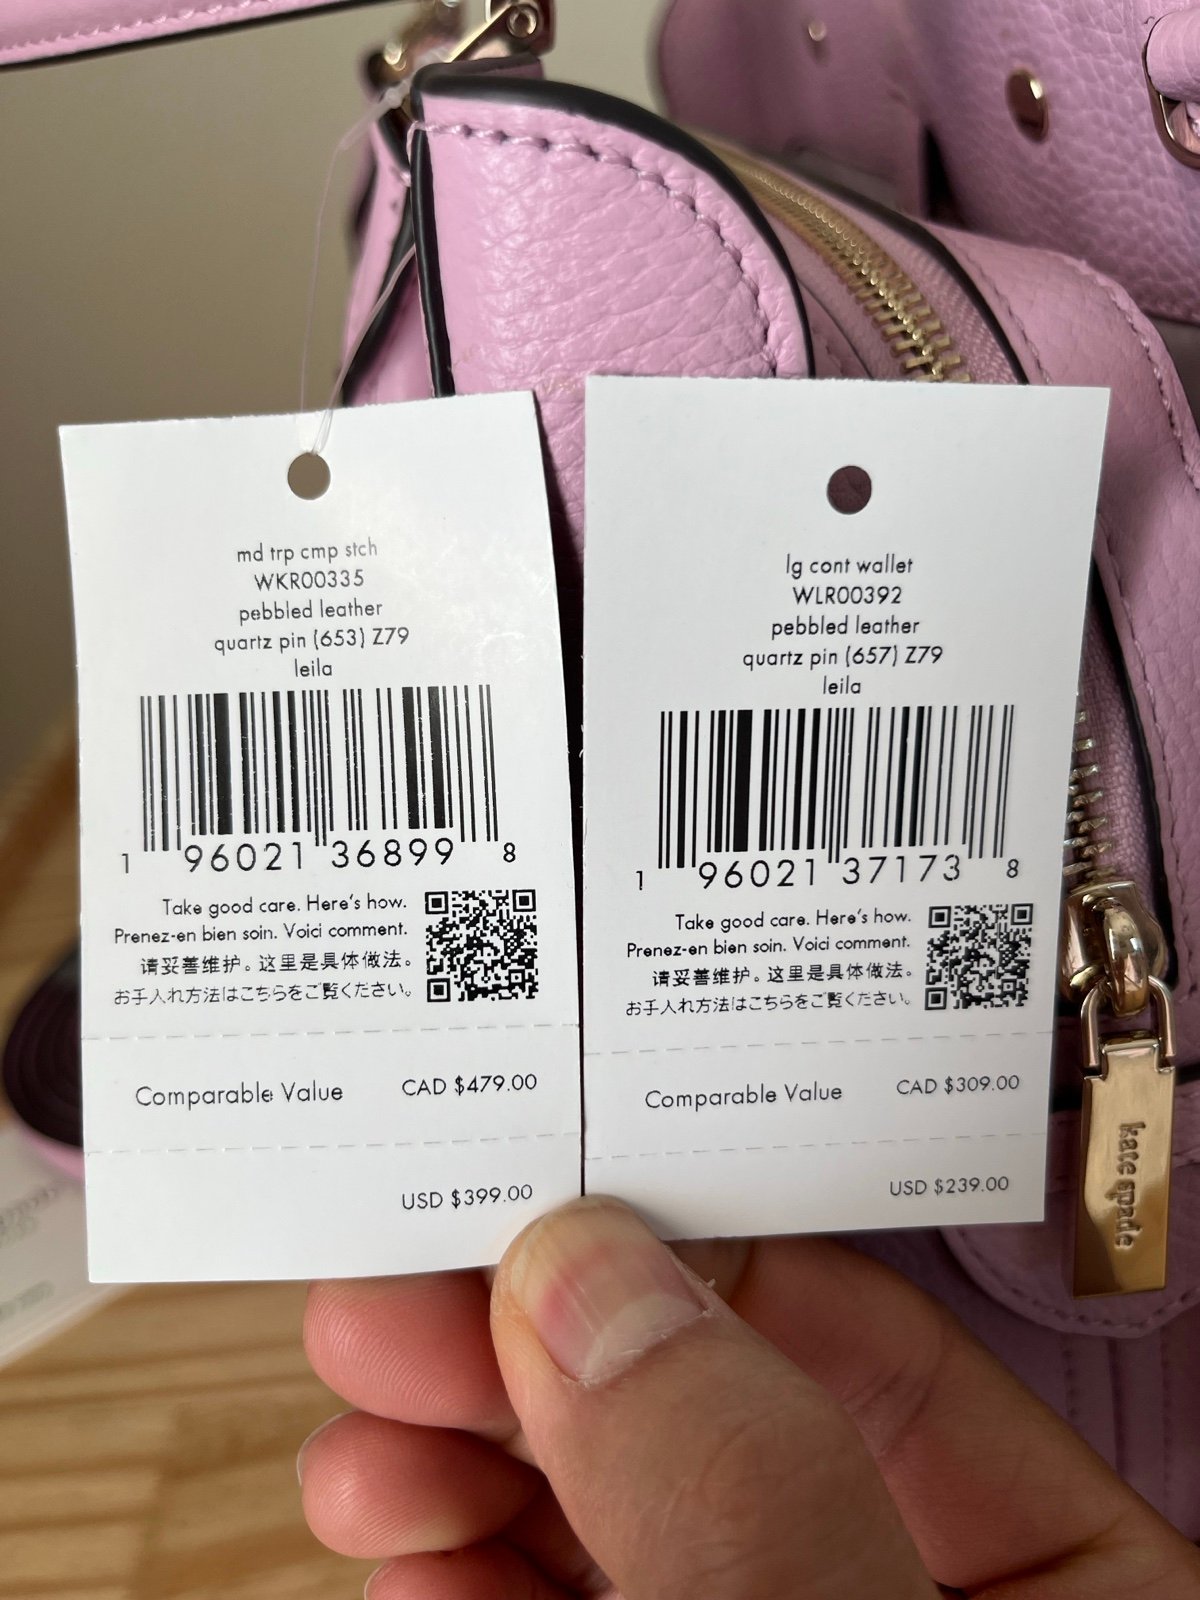 md trp cmp stch
WKR00335
pebbled leather
quartz pin (653) Z79
leila
1 96021 36899 8
Take good care. Here's how.
Prenez-en bien soin. Voici comment.
请妥善维护。这里是具体做法。
お手入れ方法はこちらをご覧ください。
Comparable Value CAD $479.00
USD $399.00
lg cont wallet
WLR00392
pebbled leather
quartz pin (657) Z79
leila
1 96021 37173 8
Take good care. Here's how.
Prenez-en bien soin. Voici comment.
请妥善维护。这里是具体做法。
お手入れ方法はこちらをご覧ください。
Comparable Value CAD $309.00
USD $239.00
kate spade